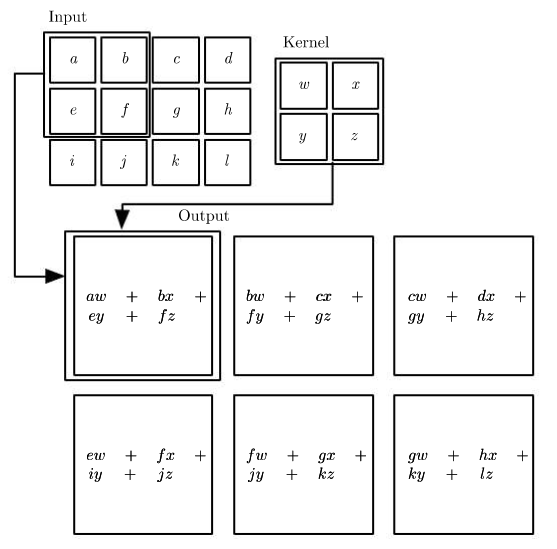 Input
Kernel
a b c d
w x
e f g h
y z
i j k l
Output
aw + bx +
ey + fz
bw + cx +
fy + gz
cw + dx +
gy + hz
ew + fx +
iy + jz
fw + gx +
jy + kz
gw + hx +
ky + lz